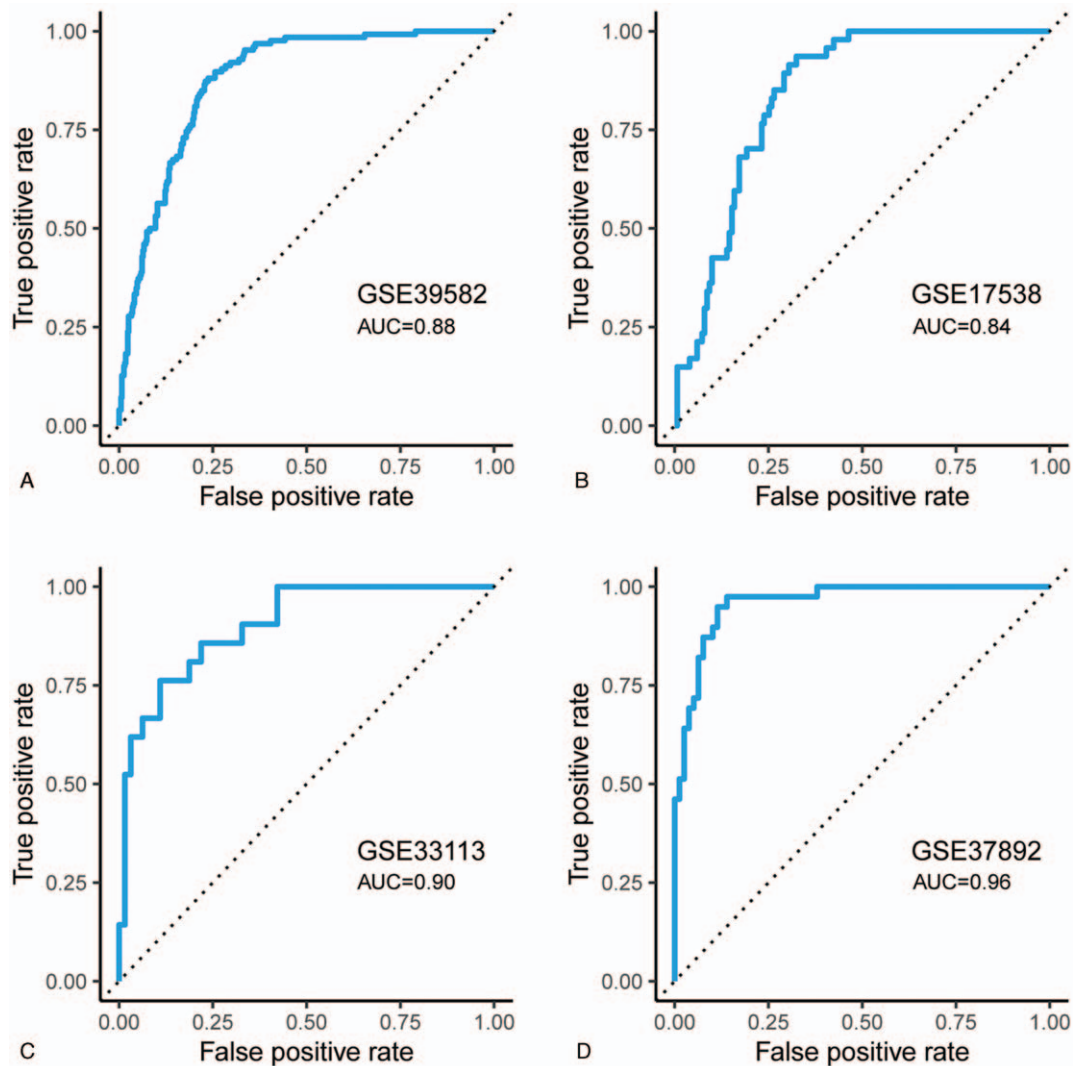 1.00
0.75
0.50
0.25
0.00
True positive rate
GSE39582
AUC=0.88
0.00 0.25 0.50 0.75 1.00
False positive rate
A
1.00
0.75
0.50
0.25
0.00
True positive rate
GSE17538
AUC=0.84
0.00 0.25 0.50 0.75 1.00
False positive rate
B
1.00
0.75
0.50
0.25
0.00
True positive rate
GSE33113
AUC=0.90
0.00 0.25 0.50 0.75 1.00
False positive rate
C
1.00
0.75
0.50
0.25
0.00
True positive rate
GSE37892
AUC=0.96
0.00 0.25 0.50 0.75 1.00
False positive rate
D